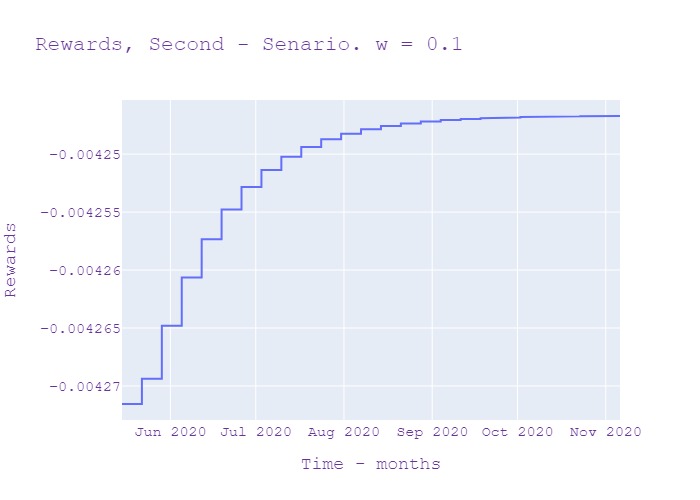 Rewards, Second - Senario. w = 0.1
−0.00425
−0.004255
−0.00426
−0.004265
−0.00427
Rewards
Jun 2020 Jul 2020 Aug 2020 Sep 2020 Oct 2020 Nov 2020
Time - months